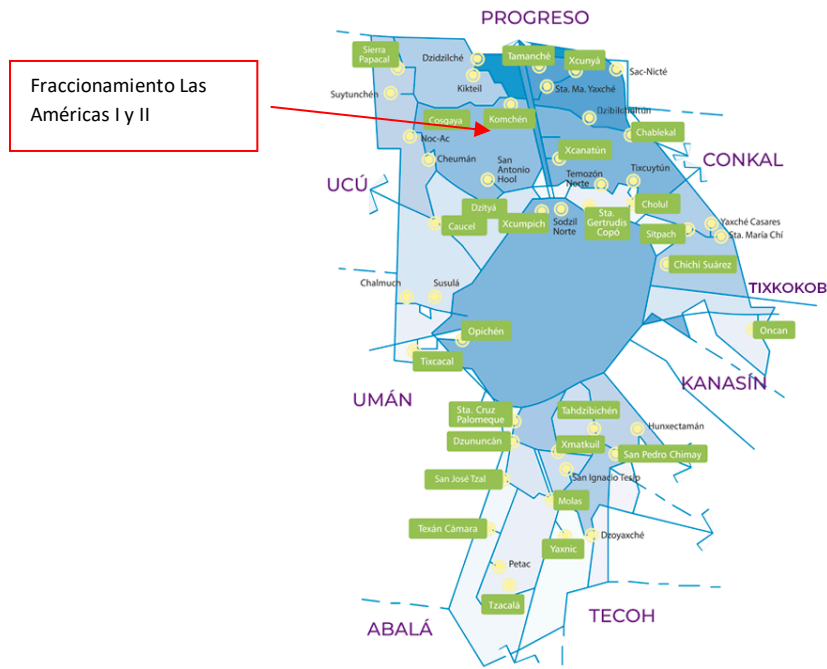 PROGRESO
Fraccionamiento Las
Américas I y II
Sierra
Papacal
Dzidzilché
Tamanché
Xcunyá
Sac-Nicté
Kikteil
Sta. Ma. Yaxché
Suytunchén
Cosgaya
Komchén
Dzibilchaltún
Chablekal
Noc-Ac
Cheumán
San
Antonio
Hool
Xcanatún
Temozón
Norte
Tixcuytún
CONKAL
UCÚ
Dzityá
Xcumpich
Sodzil
Norte
Sta.
Gertrudis
Copó
Cholul
Caucel
Sitpach
Yaxché Casares
Sta. María Chí
Chichi Suárez
Chalmuch
Susulá
TIXKOKOB
Opichén
Oncan
Tixcacal
KANASÍN
UMÁN
Sta. Cruz
Palomeque
Tahdzibichén
Hunxectamán
Dzununcán
Xmatkuil
San Pedro Chimay
San José Tzal
San Ignacio Tesip
Molas
Texán Cámara
Yaxnic
Dzoyaxché
Petac
Tzacalá
ABALÁ
TECOH